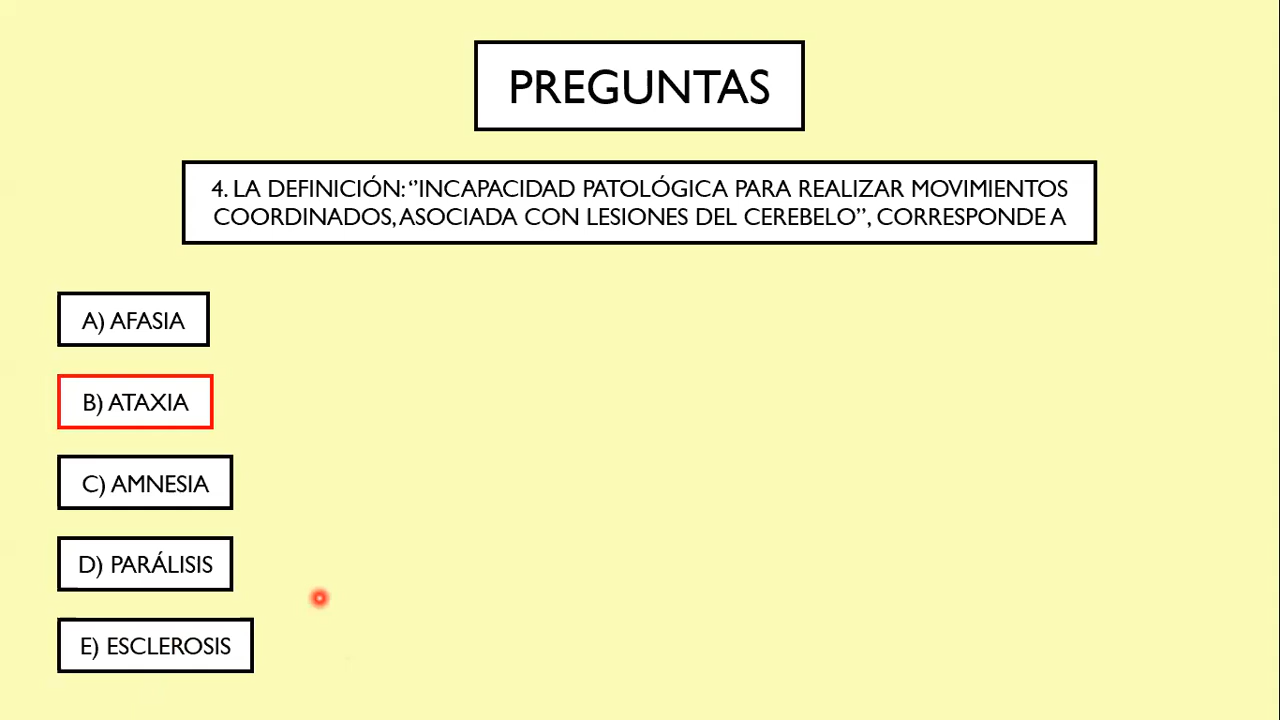 PREGUNTAS
4. LA DEFINICIÓN: ‘’INCAPACIDAD PATOLÓGICA PARA REALIZAR MOVIMIENTOS
COORDINADOS, ASOCIADA CON LESIONES DEL CEREBELO’’, CORRESPONDE A
A) AFASIA
B) ATAXIA
C) AMNESIA
D) PARÁLISIS
E) ESCLEROSIS